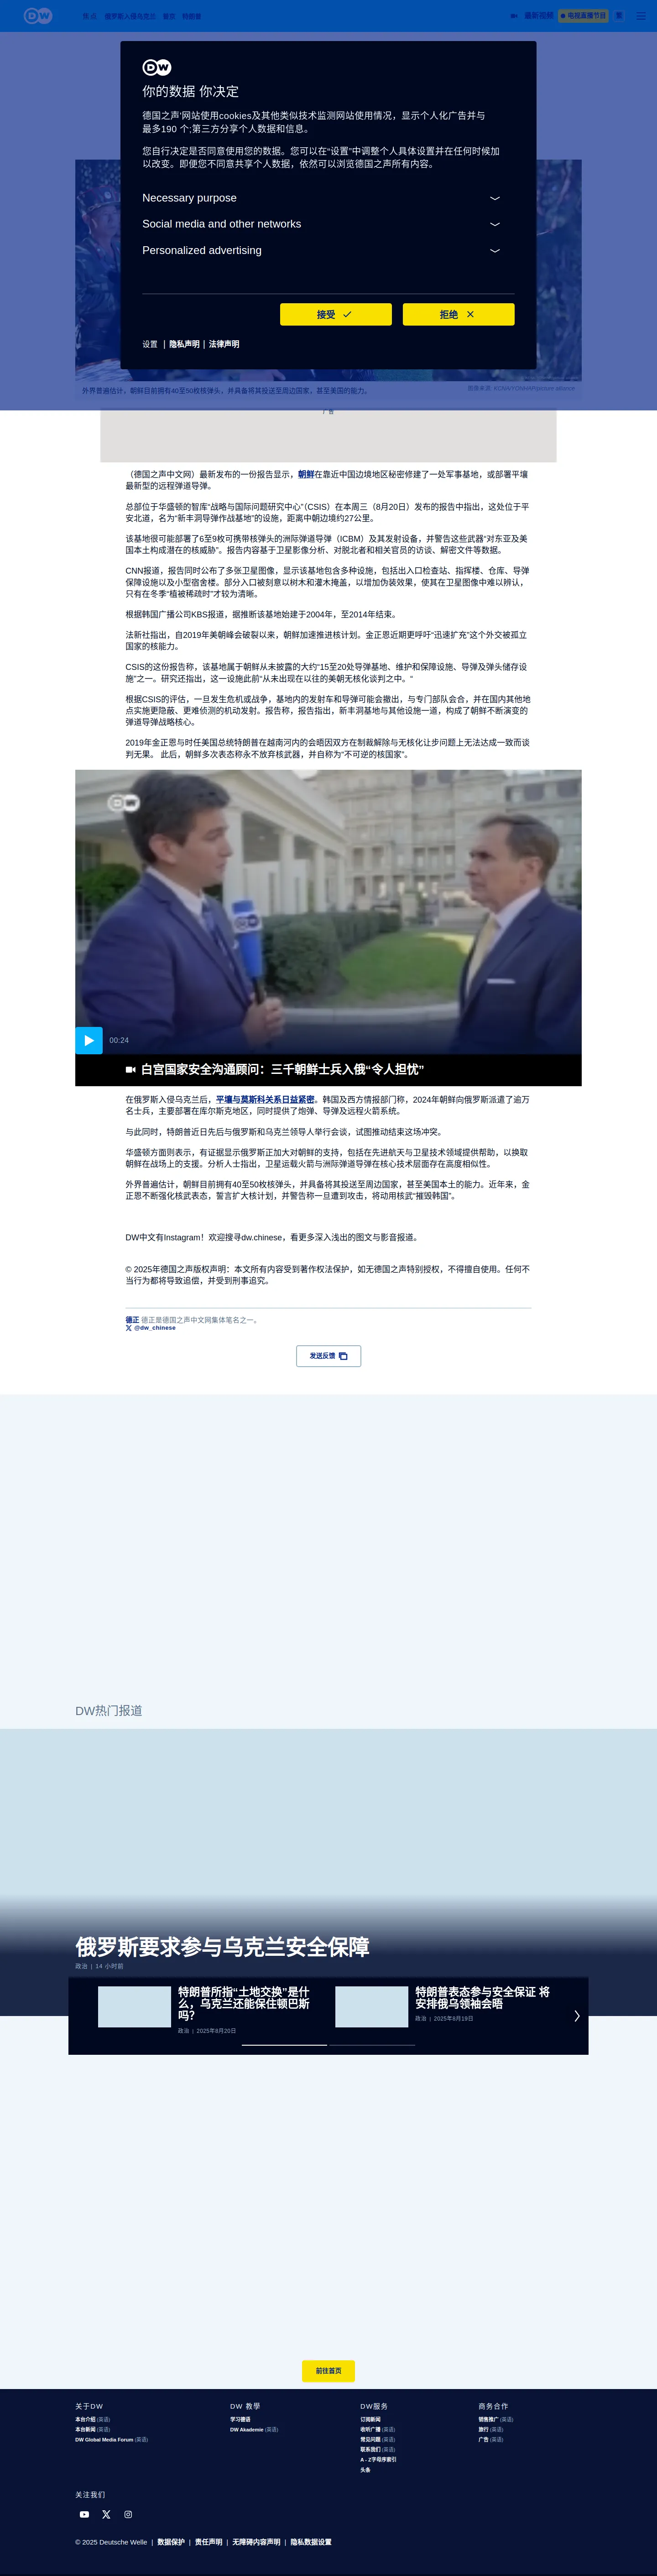 DW
焦点 俄罗斯入侵乌克兰
最新视频
电视直播节目
繁
DW
你的数据 你决定
德国之声'网站使用cookies及其他类似技术监测网站使用情况，显示个人化广告并与
最多190 个;第三方分享个人数据和信息。
您自行决定是否同意使用您的数据。您可以在"设置"中调整个人具体设置并在任何时候加
以改变。即便您不同意共享个人数据，依然可以浏览德国之声所有内容。
Necessary purpose
Social media and other networks
Personalized advertising
接受
拒绝
设置 | 隐私声明 | 法律声明
外界普遍估计，朝鲜目前拥有40至50枚核弹头，并具备将其投送至周边国家，甚至美国的能力。
广告
（德国之声中文网）最新发布的一份报告显示，朝鲜在靠近中国边境地区秘密修建了一处军事基地，或部署平壤
最新型的远程弹道导弹。
总部位于华盛顿的智库“战略与国际问题研究中心”（CSIS）在本周三（8月20日）发布的报告中指出，这处位于平
安北道，名为“新丰洞导弹作战基地”的设施，距离中朝边境约27公里。
该基地很可能部署了6至9枚可携带核弹头的洲际弹道导弹（ICBM）及其发射设备，并警告这些武器“对东亚及美
国本土构成潜在的核威胁”。报告内容基于卫星影像分析、对脱北者和相关官员的访谈、解密文件等数据。
CNN报道，报告同时公布了多张卫星图像，显示该基地包含多种设施，包括出入口检查站、指挥楼、仓库、导弹
保障设施以及小型宿舍楼。部分入口被刻意以树木和灌木掩盖，以增加伪装效果，使其在卫星图像中难以辨认，
只有在冬季“植被稀疏时”才较为清晰。
根据韩国广播公司KBS报道，据推断该基地始建于2004年，至2014年结束。
法新社指出，自2019年美朝峰会破裂以来，朝鲜加速推进核计划。金正恩近期更呼吁“迅速扩充”这个外交被孤立
国家的核能力。
CSIS的这份报告称，该基地属于朝鲜从未披露的大约“15至20处导弹基地、维护和保障设施、导弹及弹头储存设
施”之一。研究还指出，这一设施此前“从未出现在以往的美朝无核化谈判之中。”
根据CSIS的评估，一旦发生危机或战争，基地内的发射车和导弹可能会撤出，与专门部队会合，并在国内其他地
点实施更隐蔽、更难侦测的机动发射。报告称，报告指出，新丰洞基地与其他设施一道，构成了朝鲜不断演变的
弹道导弹战略核心。
2019年金正恩与时任美国总统特朗普在越南河内的会晤因双方在制裁解除与无核化让步问题上无法达成一致而谈
判无果。 此后，朝鲜多次表态称永不放弃核武器，并自称为“不可逆的核国家”。
DW
00:24
白宫国家安全沟通顾问：三千朝鲜士兵入俄“令人担忧”
在俄罗斯入侵乌克兰后，平壤与莫斯科关系日益紧密。韩国及西方情报部门称，2024年朝鲜向俄罗斯派遣了逾万
名士兵，主要部署在库尔斯克地区，同时提供了炮弹、导弹及远程火箭系统。
与此同时，特朗普近日先后与俄罗斯和乌克兰领导人举行会谈，试图推动结束这场冲突。
华盛顿方面则表示，有证据显示俄罗斯正加大对朝鲜的支持，包括在先进航天与卫星技术领域提供帮助，以换取
朝鲜在战场上的支援。分析人士指出，卫星运载火箭与洲际弹道导弹在核心技术层面存在高度相似性。
外界普遍估计，朝鲜目前拥有40至50枚核弹头，并具备将其投送至周边国家，甚至美国本土的能力。近年来，金
正恩不断强化核武表态，誓言扩大核计划，并警告称一旦遭到攻击，将动用核武“摧毁韩国”。
DW中文有Instagram！欢迎搜寻dw.chinese，看更多深入浅出的图文与影音报道。
© 2025年德国之声版权声明：本文所有内容受到著作权法保护，如无德国之声特别授权，不得擅自使用。任何不
当行为都将导致追偿，并受到刑事追究。
德正 德正是德国之声中文网集体笔名之一。
@dw_chinese
发送反馈
DW热门报道
俄罗斯要求参与乌克兰安全保障
政治 | 14 小时前
特朗普所指“土地交换”是什
么，乌克兰还能保住顿巴斯
吗？
政治 | 2025年8月20日
特朗普表态参与安全保证 将
安排俄乌领袖会晤
政治 | 2025年8月19日
前往首页
关于DW
本台介绍 (英语)
本台新闻 (英语)
DW Global Media Forum (英语)
DW 教學
学习德语
DW Akademie (英语)
DW服务
订阅新闻
收听广播 (英语)
常见问题 (英语)
联系我们 (英语)
A - Z字母序索引
头条
商务合作
销售推广 (英语)
旅行 (英语)
广告 (英语)
关注我们
© 2025 Deutsche Welle | 数据保护 | 责任声明 | 无障碍内容声明 | 隐私数据设置